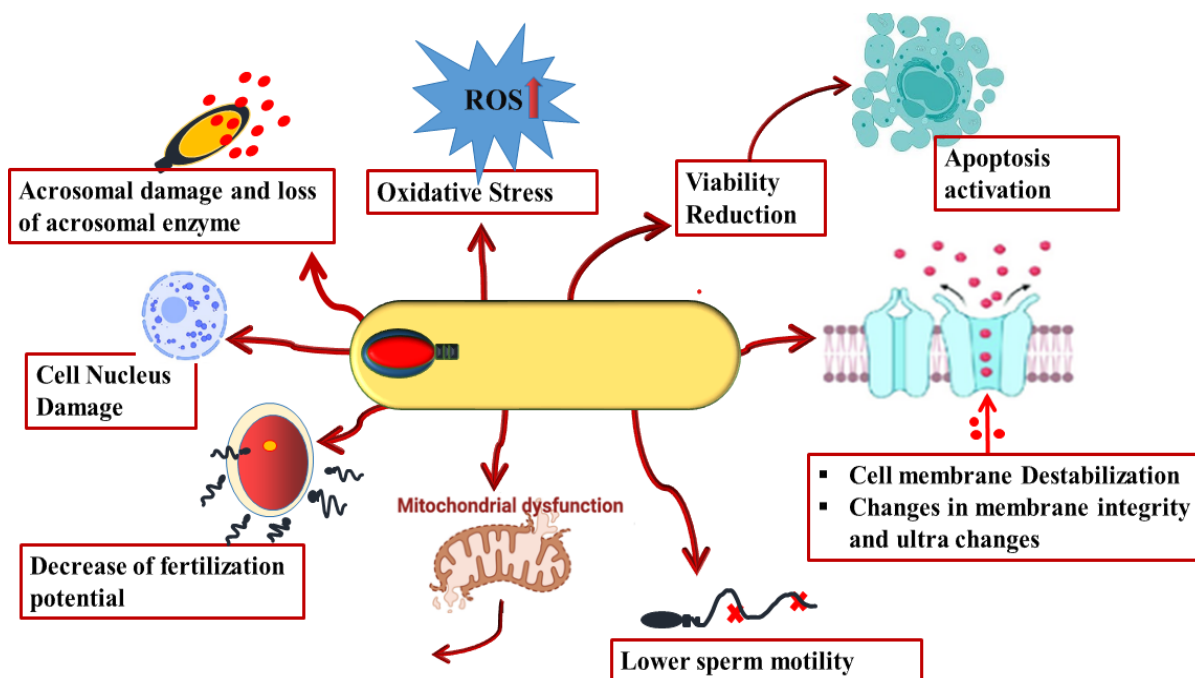 ROS
Acrosomal damage and loss
of acrosomal enzyme
Oxidative Stress
Viability
Reduction
Apoptosis
activation
Cell Nucleus
Damage
Decrease of fertilization
potential
Mitochondrial dysfunction
Lower sperm motility
▪ Cell membrane Destabilization
▪ Changes in membrane integrity
and ultra changes